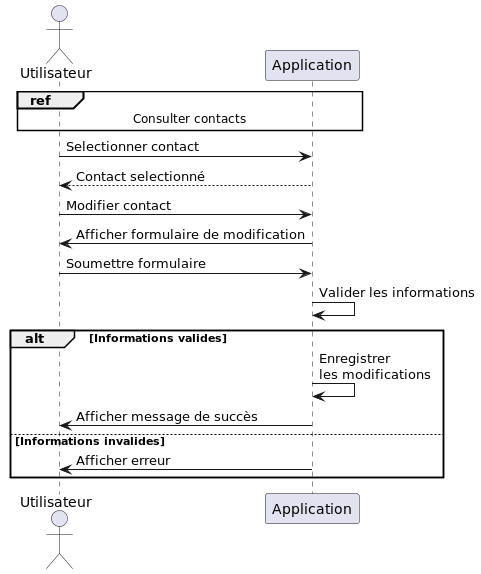 Utilisateur
Application
ref
Consulter contacts
Selectionner contact
Contact selectionné
Modifier contact
Afficher formulaire de modification
Soumettre formulaire
Valider les informations
alt [Informations valides]
Enregistrer
les modifications
Afficher message de succès
[Informations invalides]
Afficher erreur
Utilisateur
Application